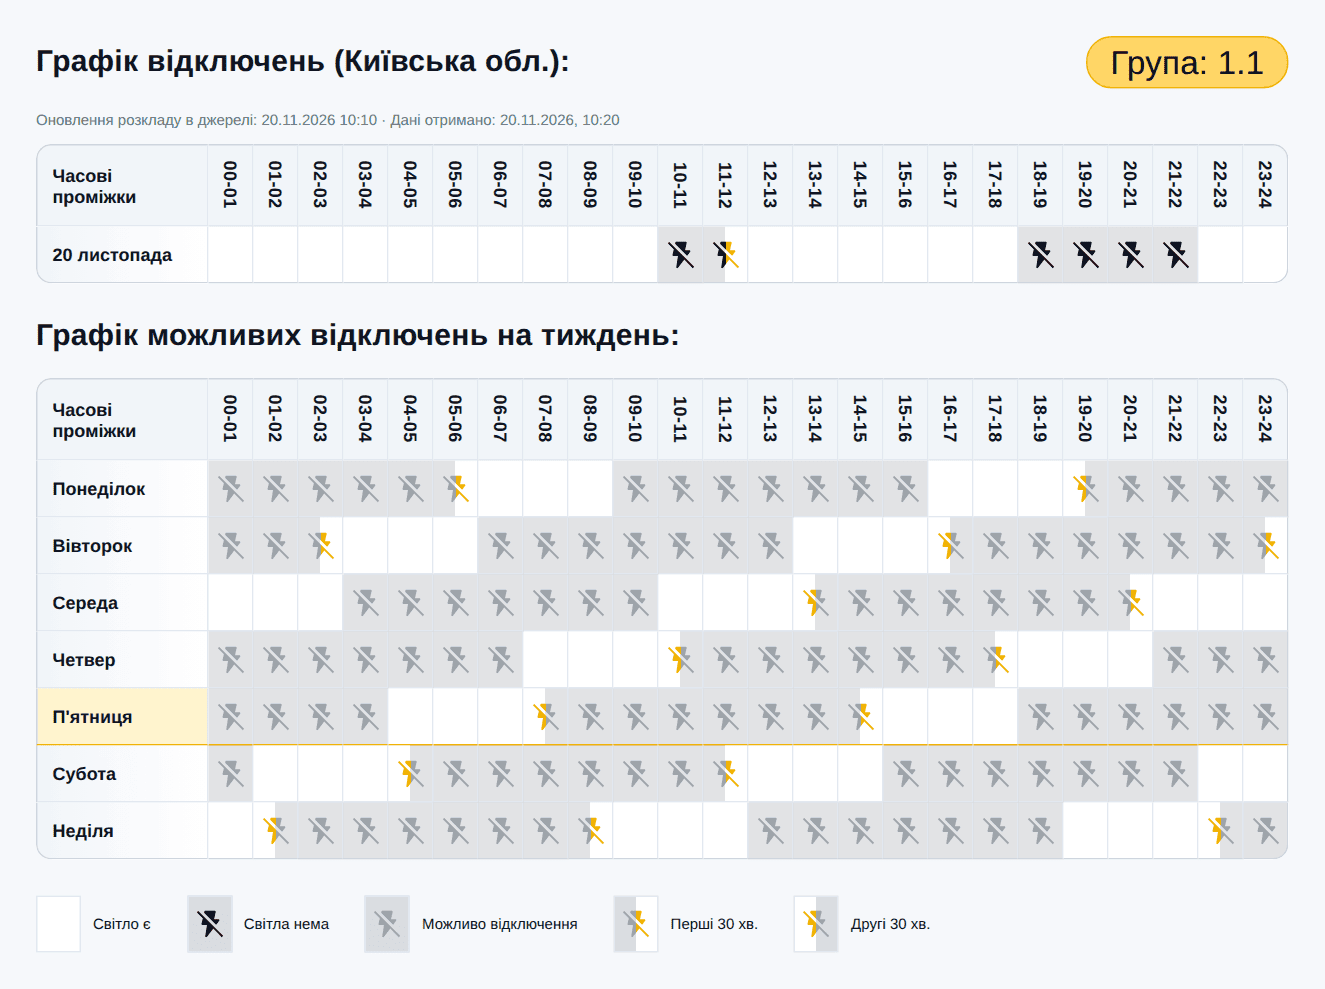 Графік відключень (Київська обл.):
Група: 1.1
Оновлення розкладу в джерелі: 20.11.2026 10:10 · Дані отримано: 20.11.2026, 10:20
Часові проміжки 00-01 01-02 02-03 03-04 04-05 05-06 06-07 07-08 08-09 09-10 10-11 11-12 12-13 13-14 14-15 15-16 16-17 17-18 18-19 19-20 20-21 21-22 22-23 23-24
20 листопада
Графік можливих відключень на тиждень:
Часові проміжки 00-01 01-02 02-03 03-04 04-05 05-06 06-07 07-08 08-09 09-10 10-11 11-12 12-13 13-14 14-15 15-16 16-17 17-18 18-19 19-20 20-21 21-22 22-23 23-24
Понеділок
Вівторок
Середа
Четвер
П'ятниця
Субота
Неділя
Світло є Світла нема Можливо відключення Перші 30 хв. Другі 30 хв.